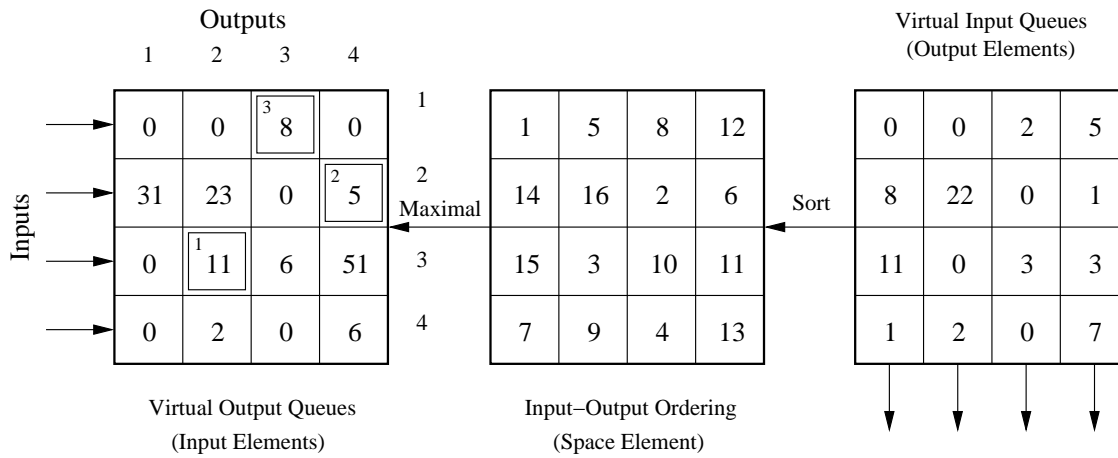 Outputs
1 2 3 4
Virtual Input Queues
(Output Elements)
Inputs
0 0 3 8 0
31 23 0 2 5
0 1 11 6 51
0 2 0 6
1
2
3
4
Maximal
1 5 8 12
14 16 2 6
15 3 10 11
7 9 4 13
Sort
0 0 2 5
8 22 0 1
11 0 3 3
1 2 0 7
Virtual Output Queues
(Input Elements)
Input–Output Ordering
(Space Element)